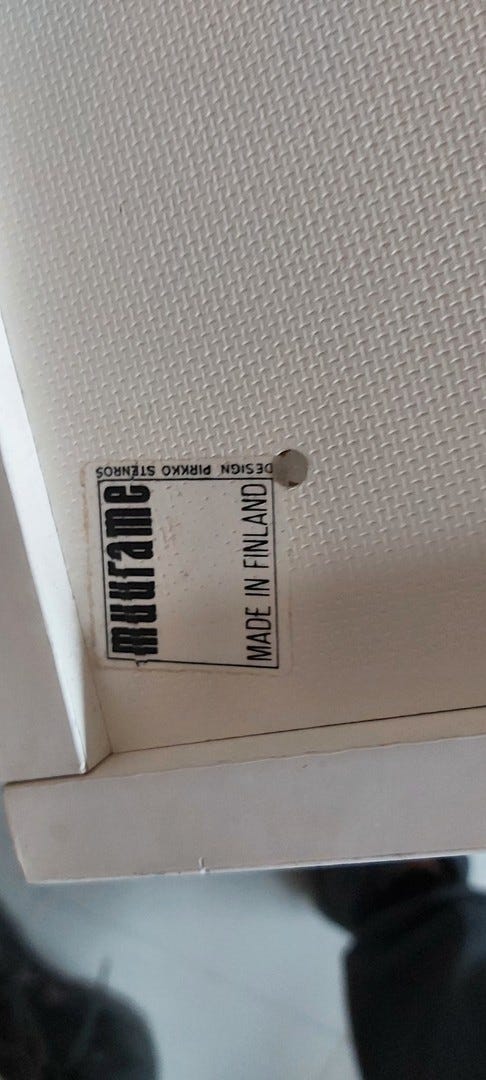 muurame
MADE IN FINLAND
DESIGN PIRKKO STENROS